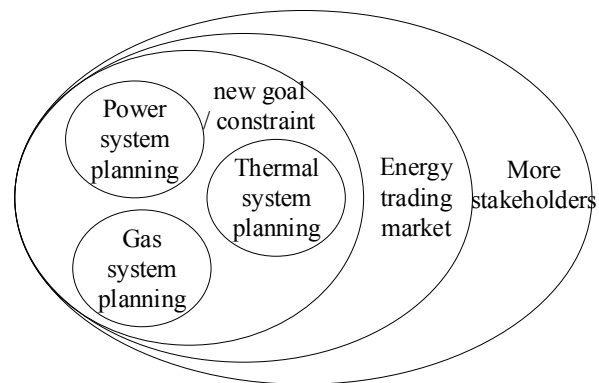 Power
system
planning
new goal
/ constraint
Thermal
system
planning
Gas
system
planning
Energy
trading
market
More
stakeholders